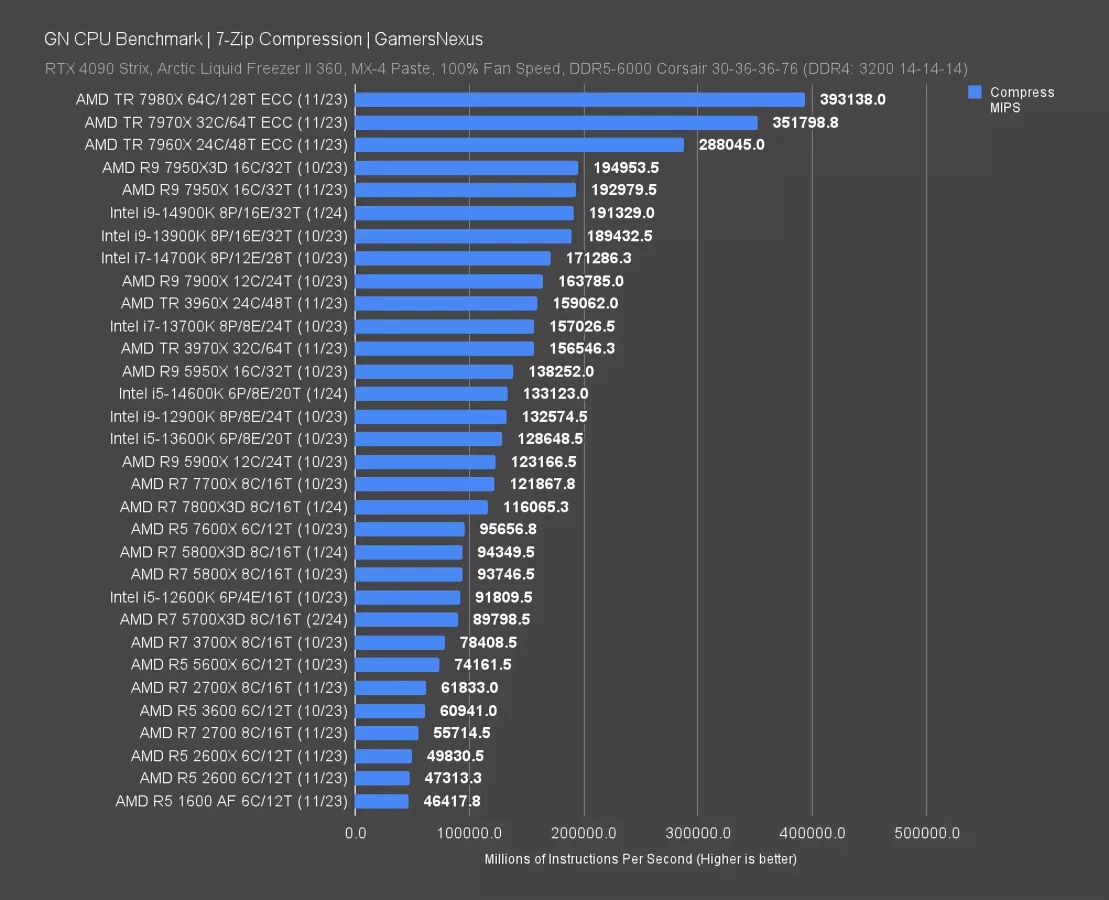 GN CPU Benchmark | 7-Zip Compression | GamersNexus
RTX 4090 Strix, Arctic Liquid Freezer II 360, MX-4 Paste, 100% Fan Speed, DDR5-6000 Corsair 30-36-36-76 (DDR4: 3200 14-14-14)
Compress
MIPS
AMD TR 7980X 64C/128T ECC (11/23) 393138.0
AMD TR 7970X 32C/64T ECC (11/23) 351798.8
AMD TR 7960X 24C/48T ECC (11/23) 288045.0
AMD R9 7950X3D 16C/32T (10/23) 194953.5
AMD R9 7950X 16C/32T (11/23) 192979.5
Intel i9-14900K 8P/16E/32T (1/24) 191329.0
Intel i9-13900K 8P/16E/32T (10/23) 189432.5
Intel i7-14700K 8P/12E/28T (10/23) 171286.3
AMD R9 7900X 12C/24T (10/23) 163785.0
AMD TR 3960X 24C/48T (11/23) 159062.0
Intel i7-13700K 8P/8E/24T (10/23) 157026.5
AMD TR 3970X 32C/64T (11/23) 156546.3
AMD R9 5950X 16C/32T (10/23) 138252.0
Intel i5-14600K 6P/8E/20T (1/24) 133123.0
Intel i9-12900K 8P/8E/24T (10/23) 132574.5
Intel i5-13600K 6P/8E/20T (10/23) 128648.5
AMD R9 5900X 12C/24T (10/23) 123166.5
AMD R7 7700X 8C/16T (10/23) 121867.8
AMD R7 7800X3D 8C/16T (1/24) 116065.3
AMD R5 7600X 6C/12T (10/23) 95656.8
AMD R7 5800X3D 8C/16T (1/24) 94349.5
AMD R7 5800X 8C/16T (10/23) 93746.5
Intel i5-12600K 6P/4E/16T (10/23) 91809.5
AMD R7 5700X3D 8C/16T (2/24) 89798.5
AMD R7 3700X 8C/16T (10/23) 78408.5
AMD R5 5600X 6C/12T (10/23) 74161.5
AMD R7 2700X 8C/16T (11/23) 61833.0
AMD R5 3600 6C/12T (10/23) 60941.0
AMD R7 2700 8C/16T (11/23) 55714.5
AMD R5 2600X 6C/12T (11/23) 49830.5
AMD R5 2600 6C/12T (11/23) 47313.3
AMD R5 1600 AF 6C/12T (11/23) 46417.8
0.0 100000.0 200000.0 300000.0 400000.0 500000.0
Millions of Instructions Per Second (Higher is better)